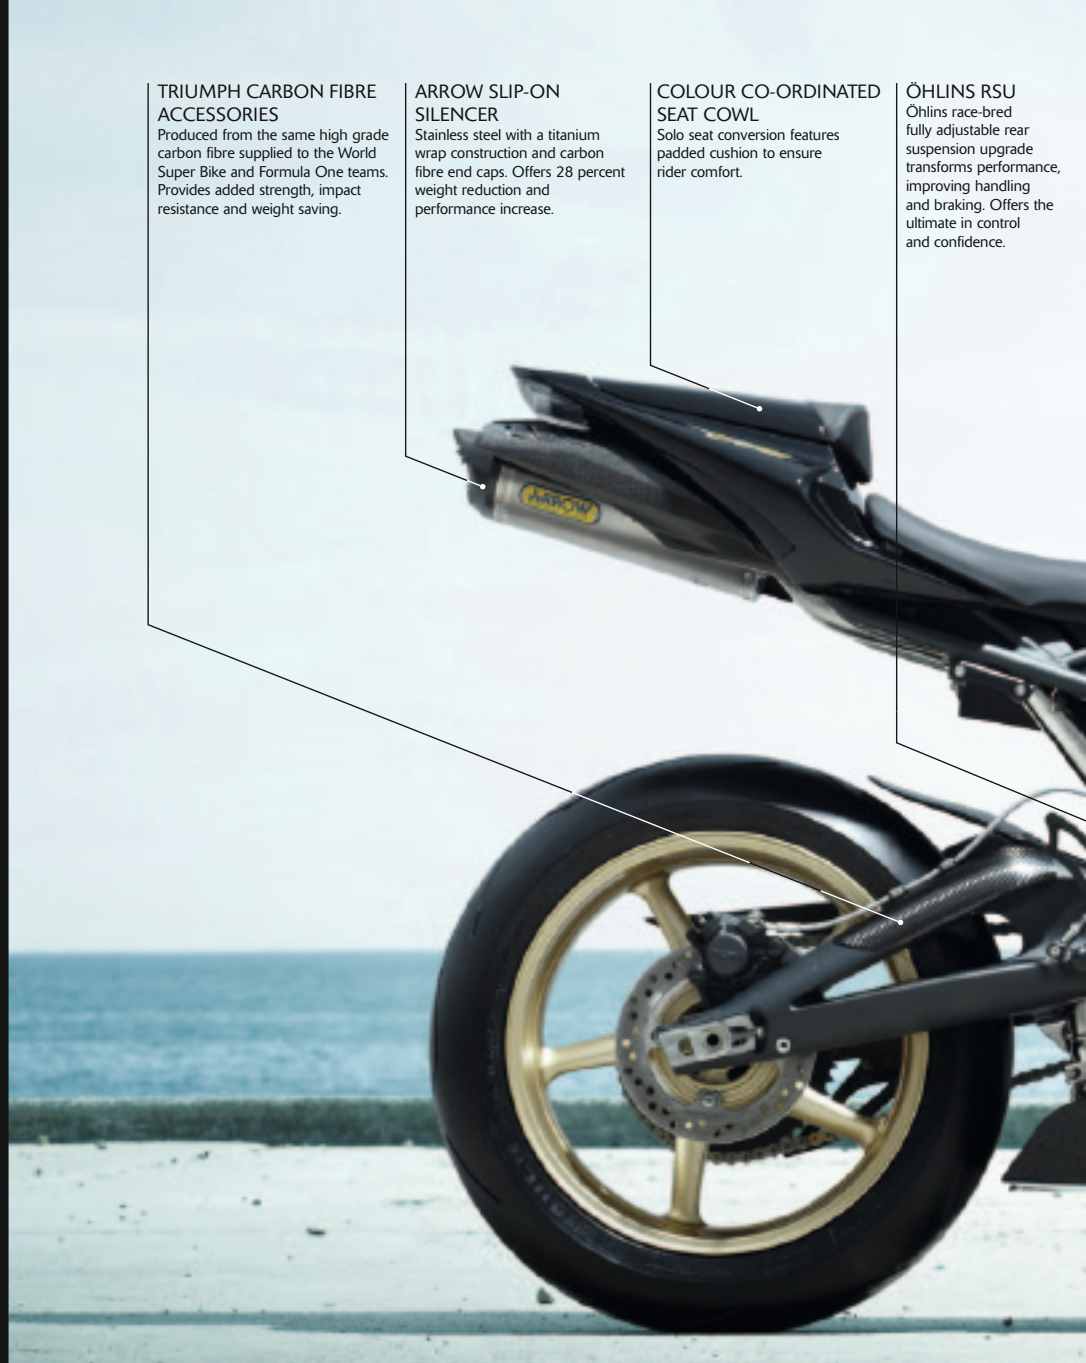 TRIUMPH CARBON FIBRE
ACCESSORIES
Produced from the same high grade
carbon fibre supplied to the World
Super Bike and Formula One teams.
Provides added strength, impact
resistance and weight saving.
ARROW SLIP-ON
SILENCER
Stainless steel with a titanium
wrap construction and carbon
fibre end caps. Offers 28 percent
weight reduction and
performance increase.
COLOUR CO-ORDINATED
SEAT COWL
Solo seat conversion features
padded cushion to ensure
rider comfort.
ÖHLINS RSU
Öhlins race-bred
fully adjustable rear
suspension upgrade
transforms performance,
improving handling
and braking. Offers the
ultimate in control
and confidence.
ARROW